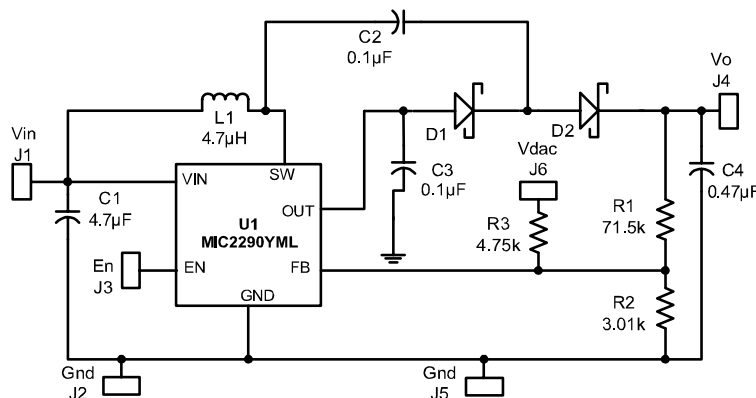 C2
0.1µF
Vo
J4
L1
4.7µH
Vin
J1
D1
D2
Vdac
J6
C1
4.7µF
VIN
SW
C3
0.1µF
C4
0.47µF
OUT
U1
MIC2290YML
R3
4.75k
R1
71.5k
En
J3
EN
FB
GND
R2
3.01k
Gnd
J2
Gnd
J5